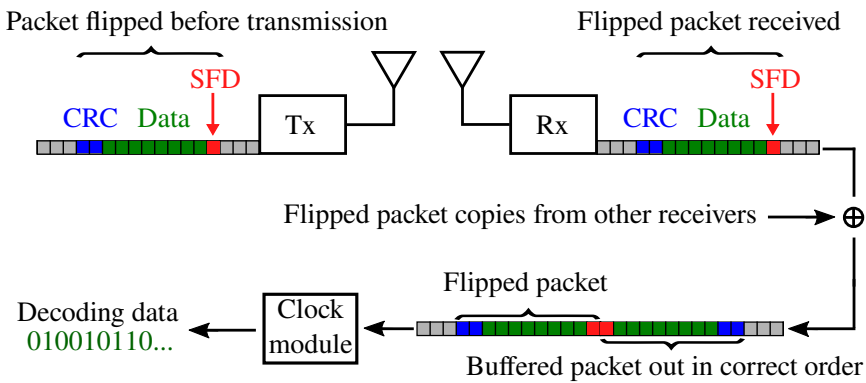 Packet flipped before transmission
Flipped packet received
SFD
SFD
CRC Data
Tx
Rx
CRC Data
Flipped packet copies from other receivers
Flipped packet
Decoding data
010010110...
Clock
module
Buffered packet out in correct order